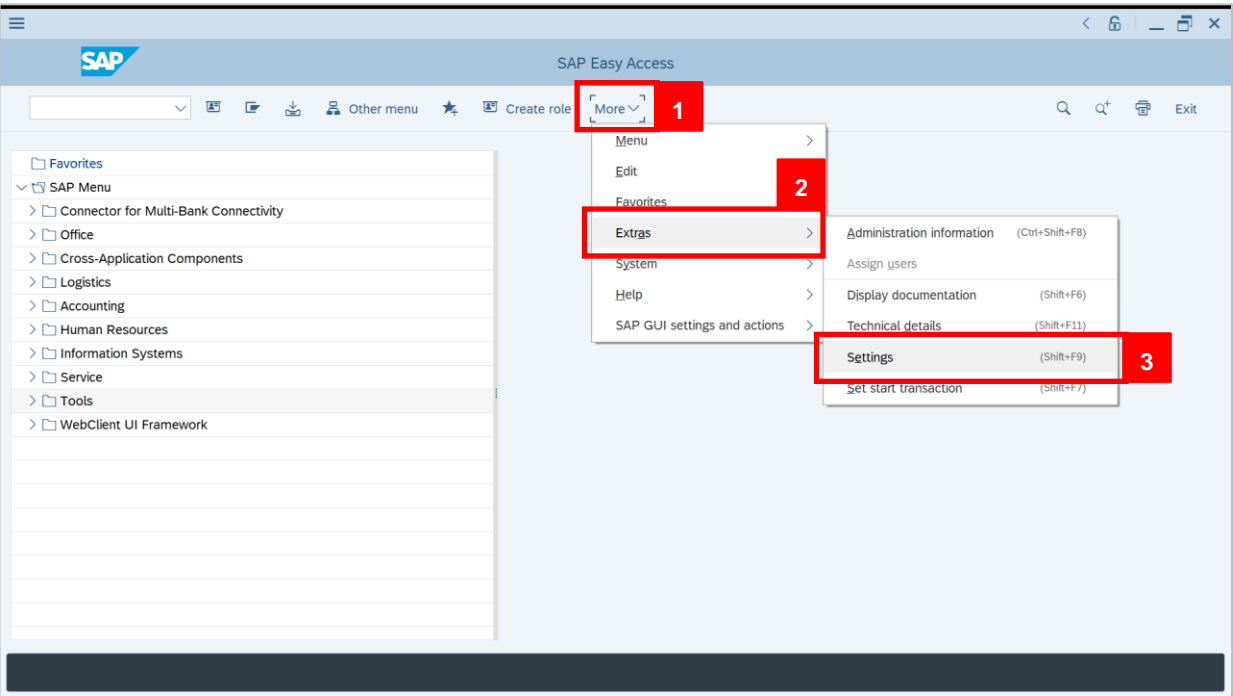 SAP
SAP Easy Access
Other menu
Create role
More
1
Exit
Menu
Edit
2
Favorites
Extras
System
Help
SAP GUI settings and actions
Administration information (Ctrl+Shift+F8)
Assign users
Display documentation (Shift+F6)
Technical details (Shift+F11)
Settings (Shift+F9)
3
Set start transaction (Shift+F7)
Favorites
SAP Menu
Connector for Multi-Bank Connectivity
Office
Cross-Application Components
Logistics
Accounting
Human Resources
Information Systems
Service
Tools
WebClient UI Framework